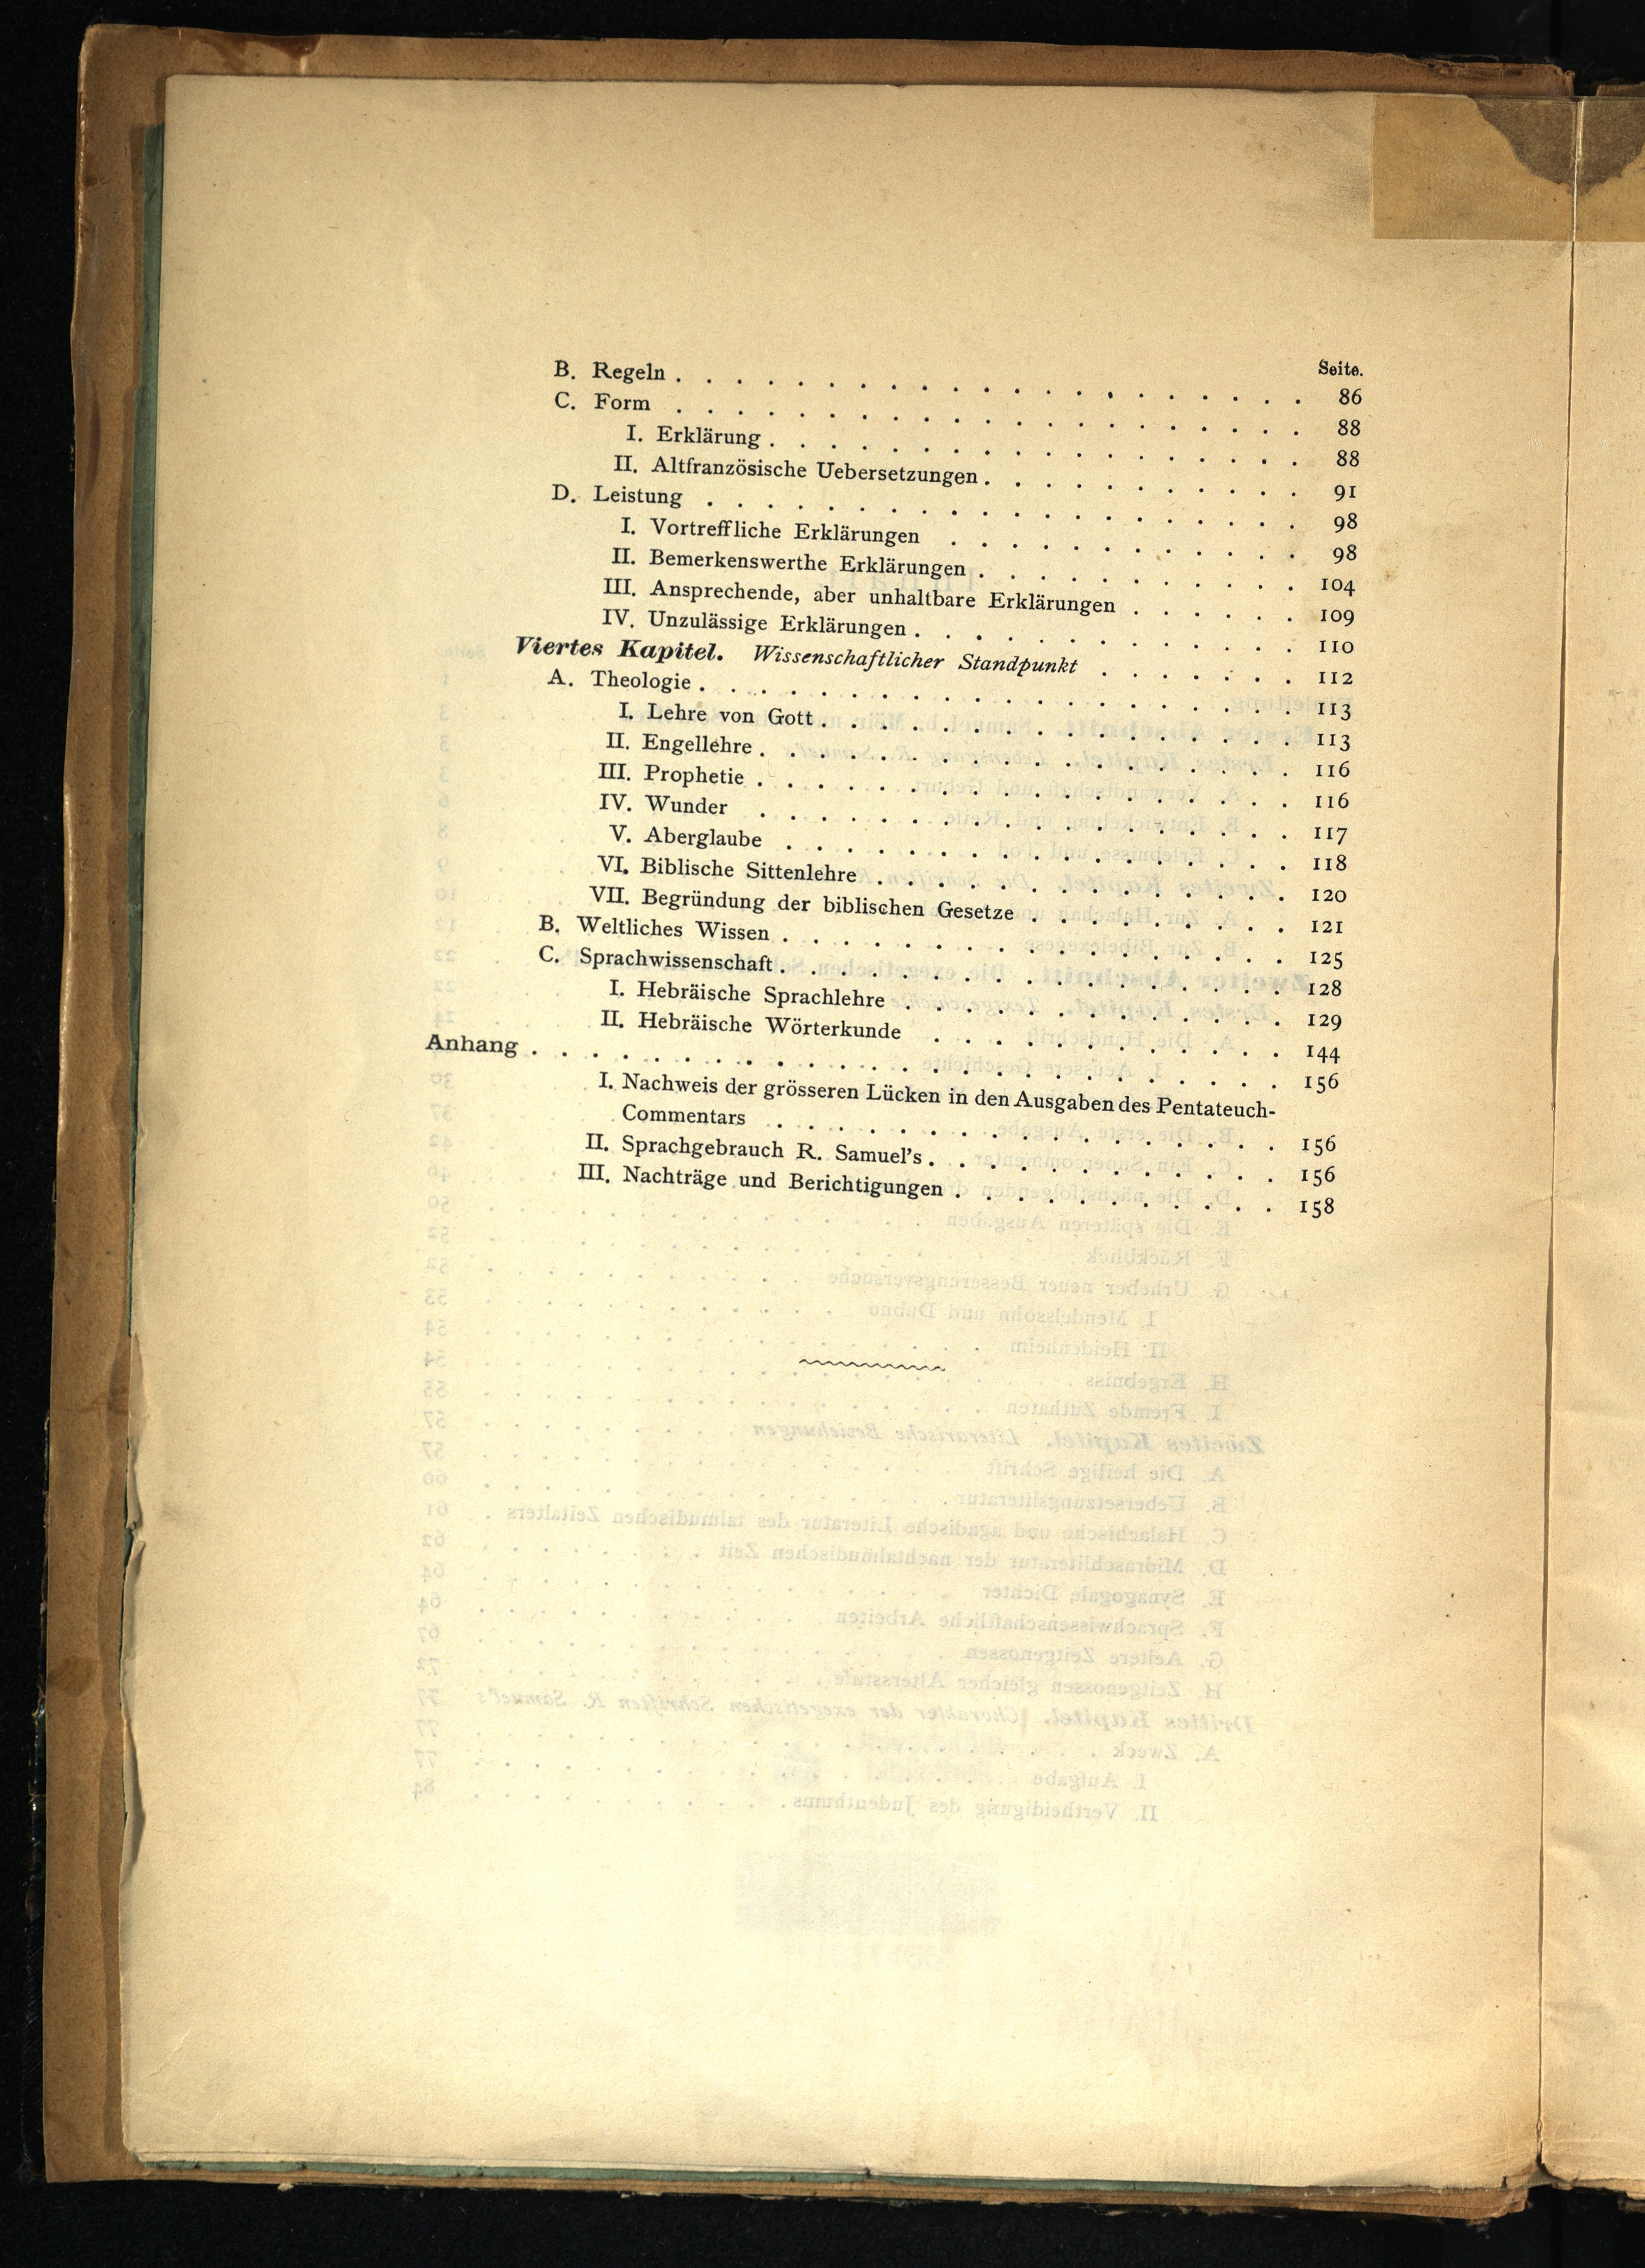 Seite.
B. Regeln . . . . . . . . . . . . . . . . . . . . . 86
C. Form . . . . . . . . . . . . . . . . . . . . . 88
I. Erklärung . . . . . . . . . . . . . . . . . . 88
II. Altfranzösische Uebersetzungen . . . . . . . . . . . 91
D. Leistung . . . . . . . . . . . . . . . . . . . . 98
I. Vortreffliche Erklärungen . . . . . . . . . . . . 98
II. Bemerkenswerthe Erklärungen . . . . . . . . . . . 104
III. Ansprechende, aber unhaltbare Erklärungen . . . . . . 109
IV. Unzulässige Erklärungen . . . . . . . . . . . . . 110
Viertes Kapitel. Wissenschaftlicher Standpunkt . . . . . . . 112
A. Theologie . . . . . . . . . . . . . . . . . . . . 113
I. Lehre von Gott . . . . . . . . . . . . . . . . 113
II. Engellehre . . . . . . . . . . . . . . . . . . 116
III. Prophetie . . . . . . . . . . . . . . . . . . 116
IV. Wunder . . . . . . . . . . . . . . . . . . 117
V. Aberglaube . . . . . . . . . . . . . . . . . 118
VI. Biblische Sittenlehre . . . . . . . . . . . . . . 120
VII. Begründung der biblischen Gesetze . . . . . . . . . 121
B. Weltliches Wissen . . . . . . . . . . . . . . . . . 125
C. Sprachwissenschaft . . . . . . . . . . . . . . . . . 128
I. Hebräische Sprachlehre . . . . . . . . . . . . . 129
II. Hebräische Wörterkunde . . . . . . . . . . . . 144
Anhang . . . . . . . . . . . . . . . . . . . . . . . . . 156
I. Nachweis der grösseren Lücken in den Ausgaben des Pentateuch-
Commentars . . . . . . . . . . . . . . . . . 156
II. Sprachgebrauch R. Samuel's . . . . . . . . . . . . 156
III. Nachträge und Berichtigungen . . . . . . . . . . . 158